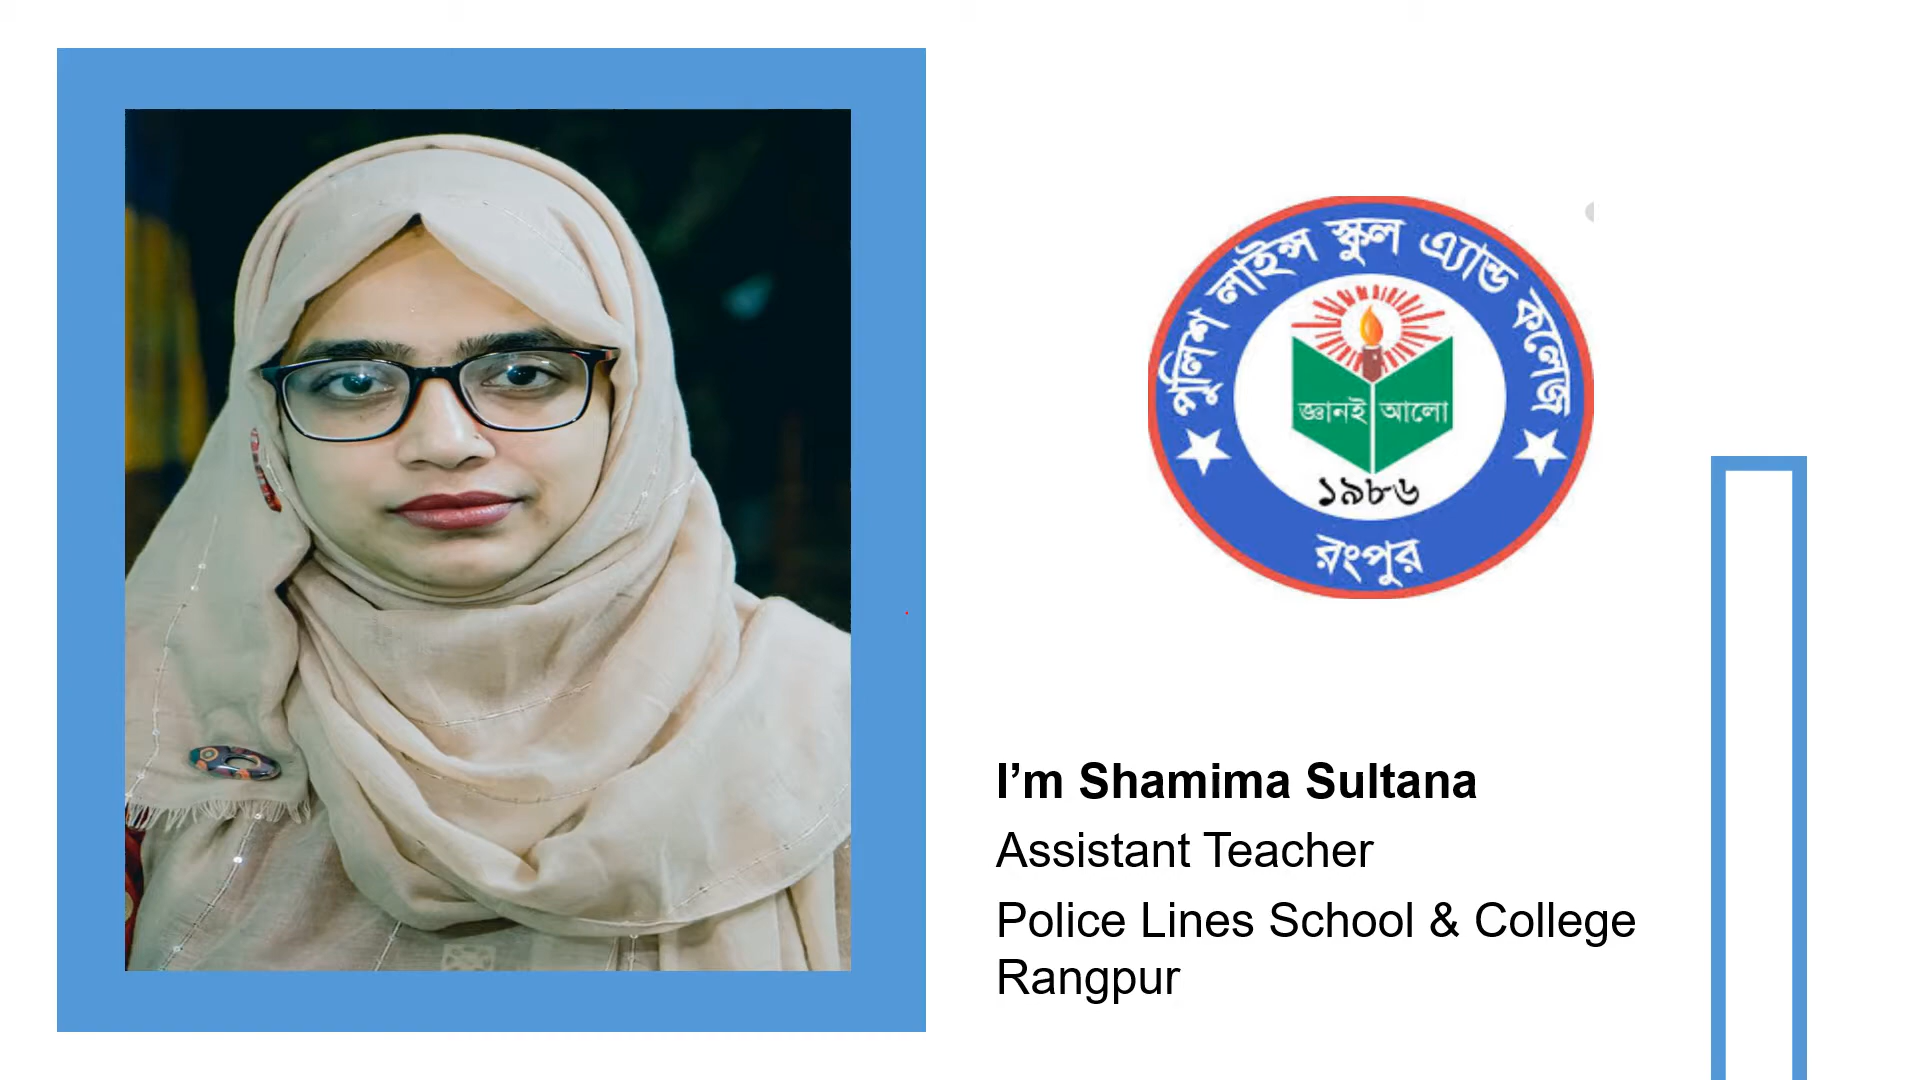 পুলিশ লাইন্স স্কুল এ্যান্ড কলেজ
জ্ঞানই আলো
১৯৮৬
রংপুর
I’m Shamima Sultana
Assistant Teacher
Police Lines School & College
Rangpur